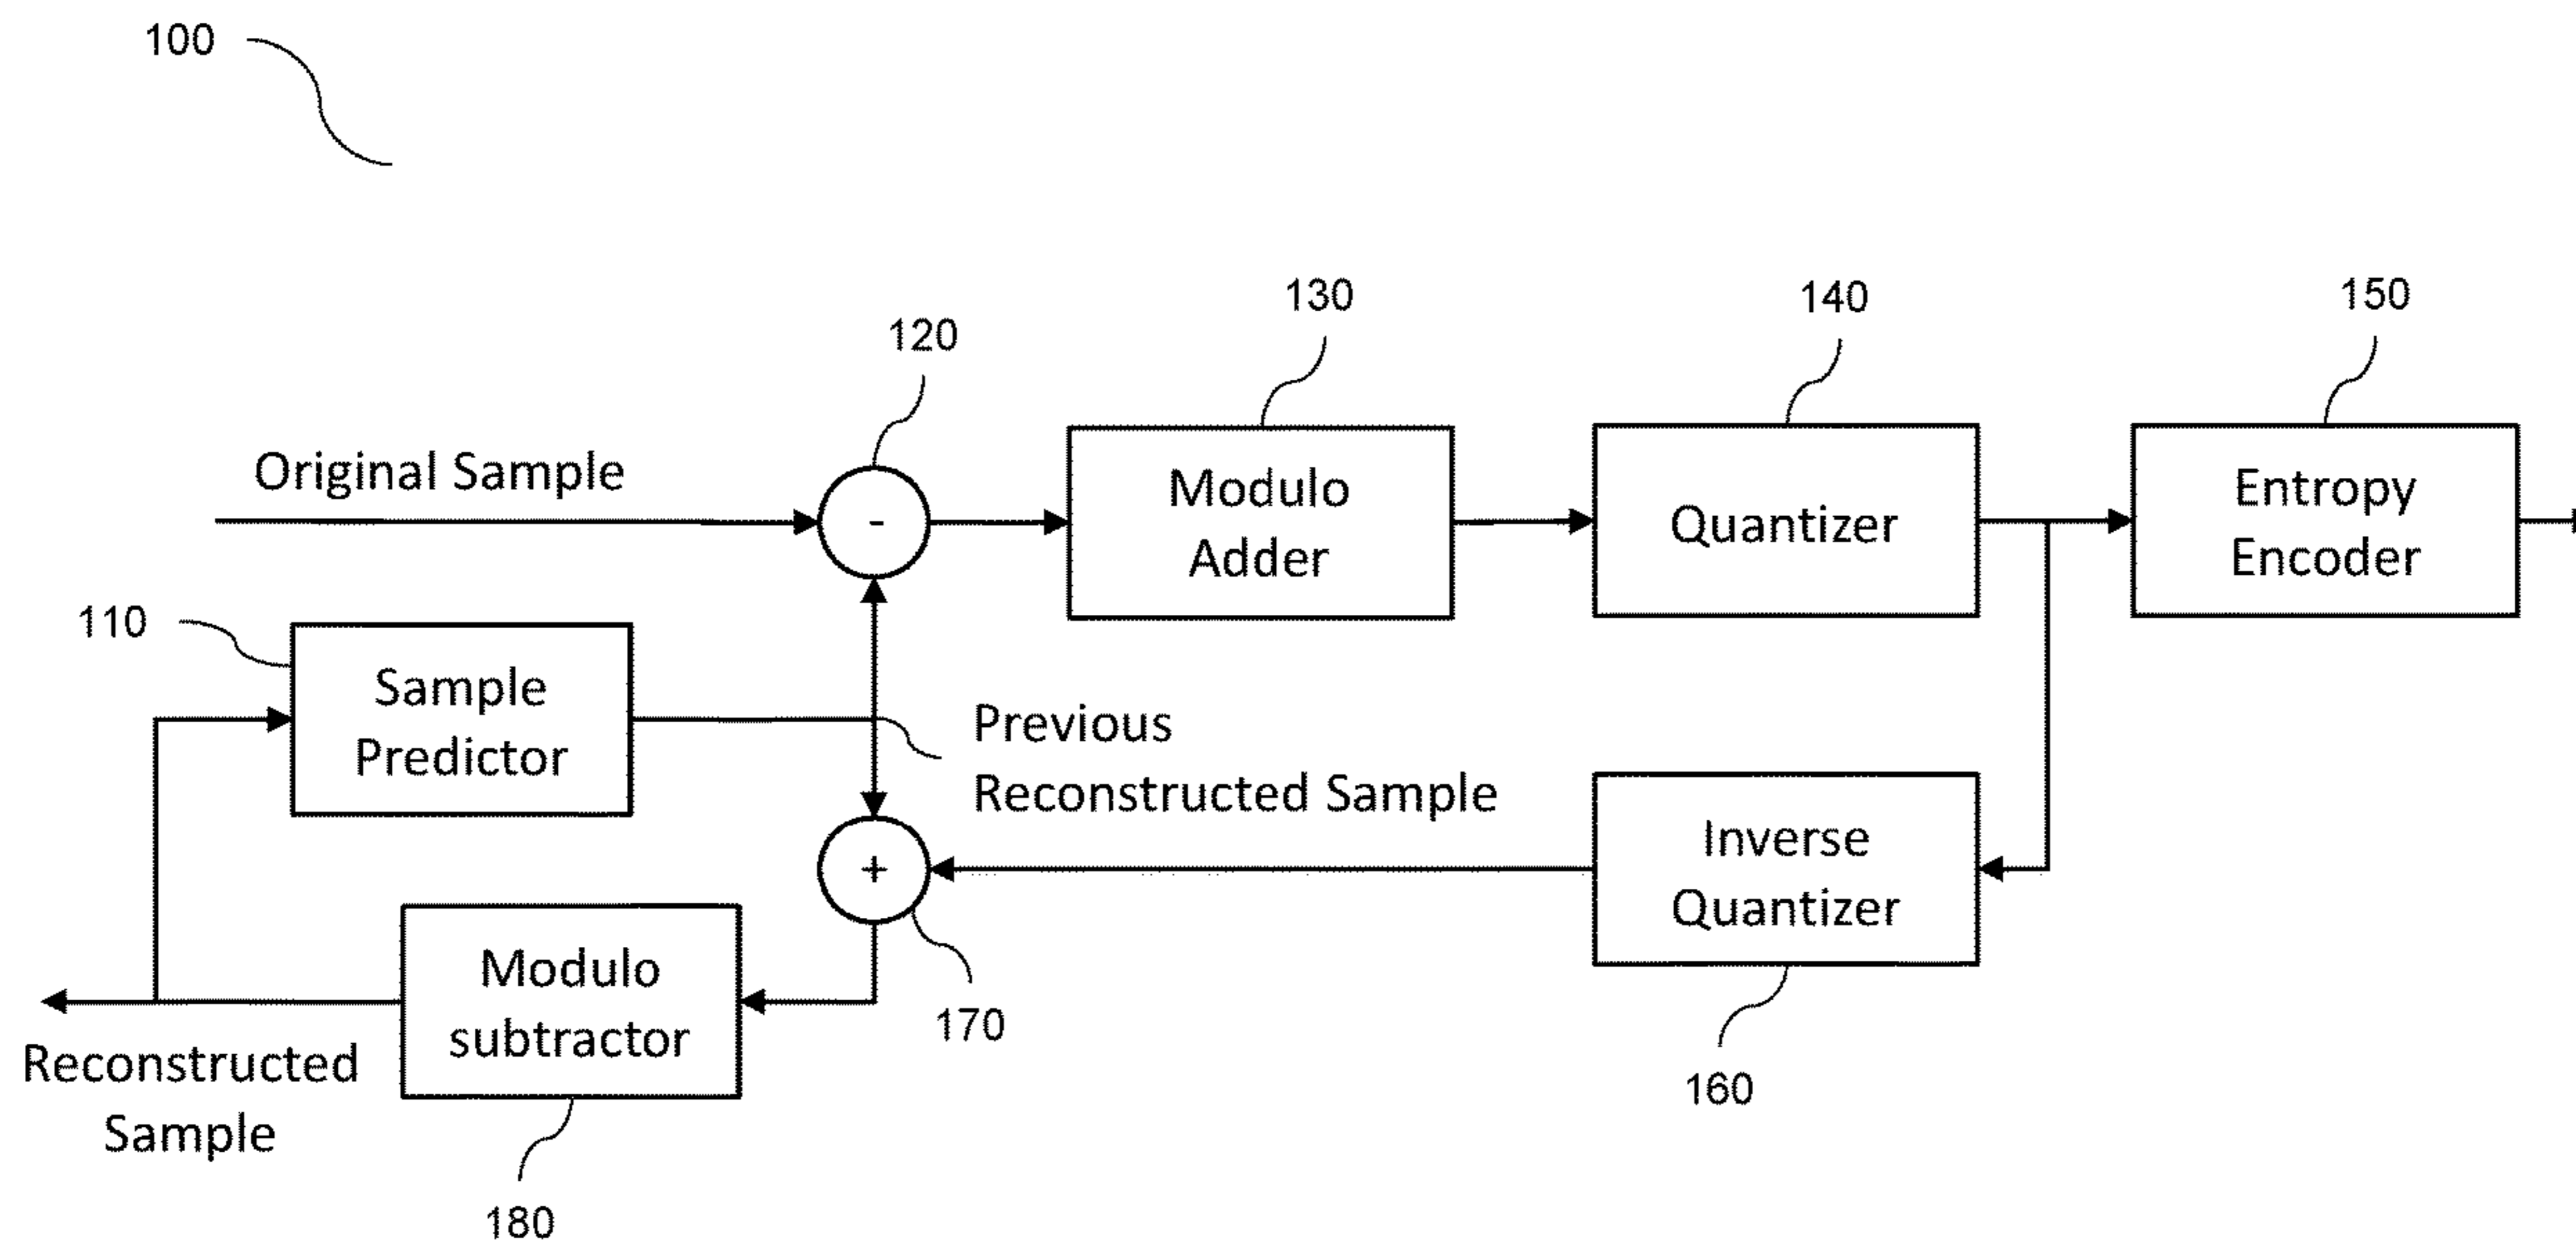 100
130
140
150
120
Original Sample
-
Modulo
Adder
Quantizer
Entropy
Encoder
110
Sample
Predictor
Previous
Reconstructed Sample
+
Inverse
Quantizer
Modulo
subtractor
170
Reconstructed
Sample
160
180